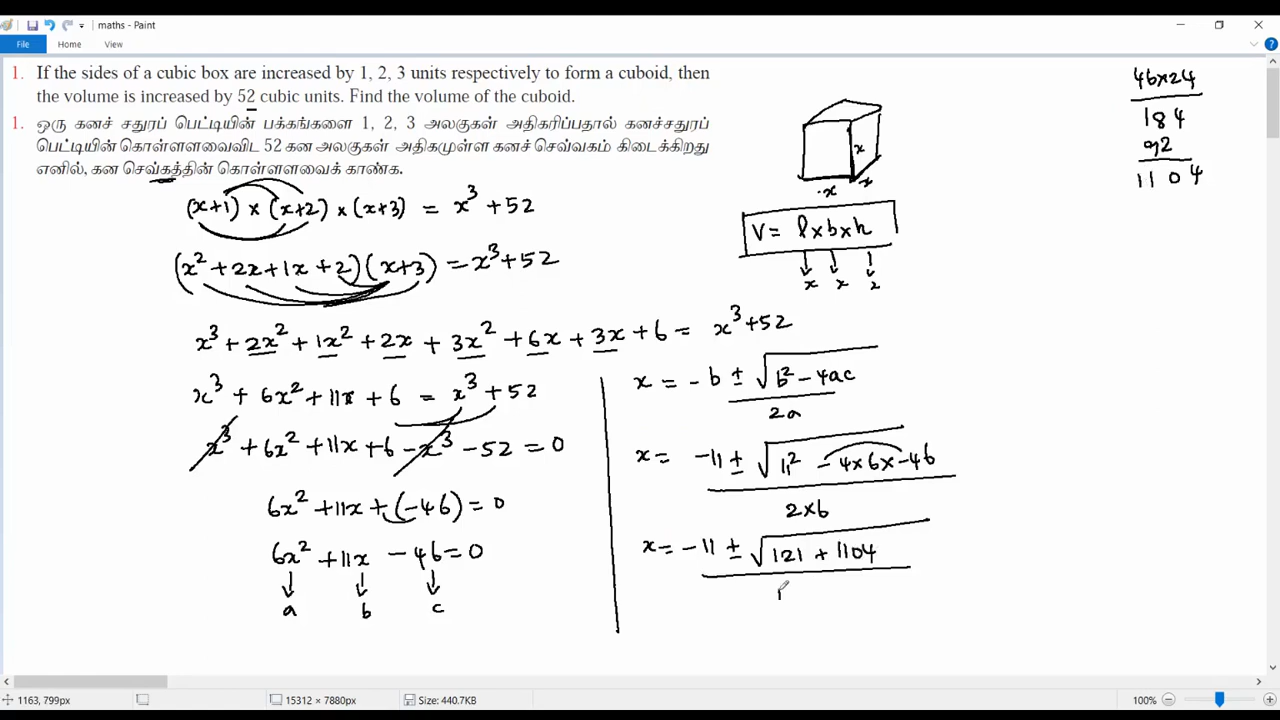 maths - Paint
File Home View
1. If the sides of a cubic box are increased by 1, 2, 3 units respectively to form a cuboid, then
the volume is increased by 52 cubic units. Find the volume of the cuboid.
1. ஒரு கனச் சதுரப் பெட்டியின் பக்கங்களை 1, 2, 3 அலகுகள் அதிகரிப்பதால் கனச்சதுரப்
பெட்டியின் கொள்ளளவைவிட 52 கன அலகுகள் அதிகமுள்ள கனச் செவ்வகம் கிடைக்கிறது
எனில், கன செவ்கத்தின் கொள்ளளவைக் காண்க.
(x+1) × (x+2) × (x+3) = x³ +52
(x² +2x+1x+2)(x+3) = x³+52
x³ + 2x² + 1x² + 2x + 3x² + 6x + 3x + 6 = x³+52
x³ + 6x² + 11x + 6 = x³ + 52
x³ + 6x² + 11x + 6 - x³ - 52 = 0
6x² + 11x + (-46) = 0
6x² + 11x - 46 = 0
a b c
x
x x
V = l×b×h
x x x
x = -b ± √b² - 4ac
2a
x = -11 ± √11² - 4×6×-46
2×6
x = -11 ± √121 + 1104
46×24
184
92
1104
1163, 799px 15312 × 7880px Size: 440.7KB 100%